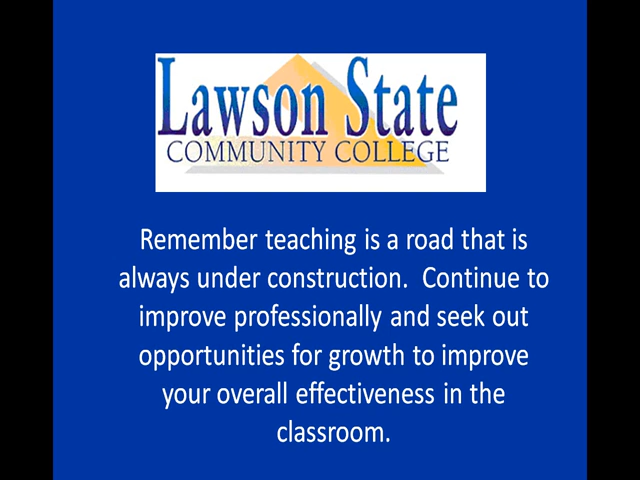 Lawson State
COMMUNITY COLLEGE
Remember teaching is a road that is
always under construction.  Continue to
improve professionally and seek out
opportunities for growth to improve
your overall effectiveness in the
classroom.